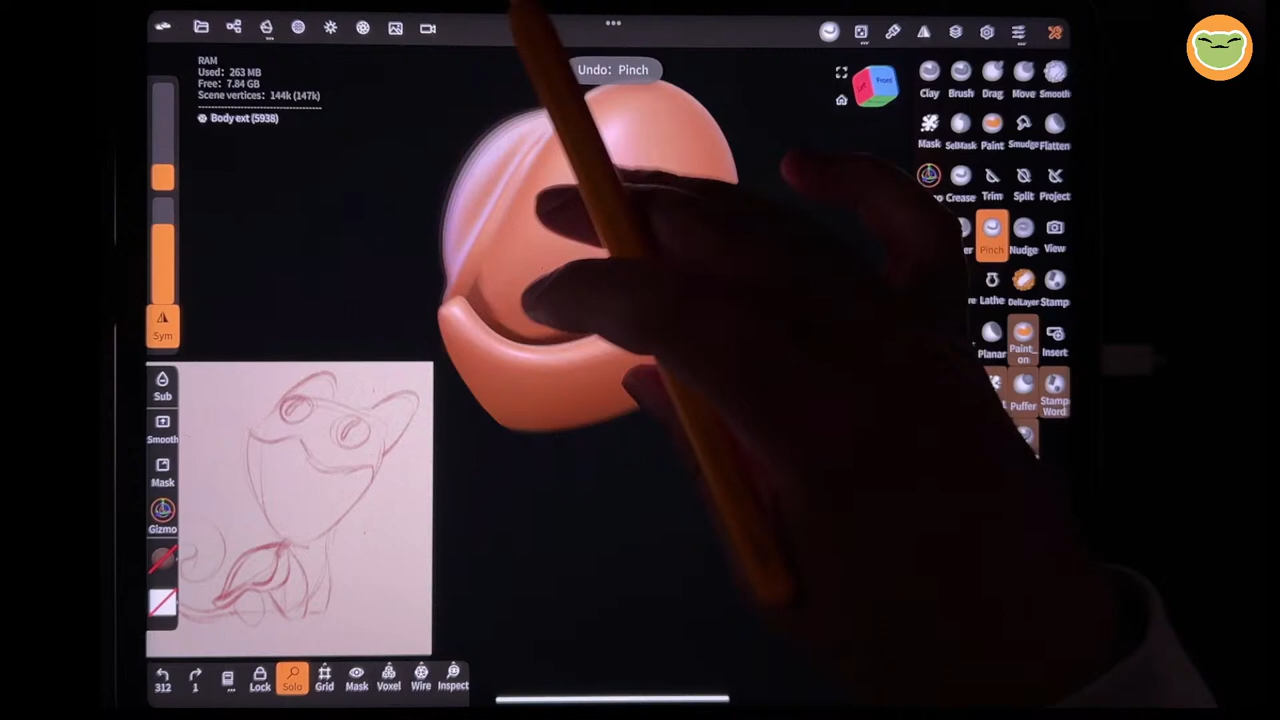 Undo: Pinch
RAM
Used: 263 MB
Free: 7.84 GB
Scene vertices: 144k (147k)
Body ext (5938)
Left
Front
Clay
Brush
Drag
Move
Smooth
Mask
SelMask
Paint
Smudge
Flatten
Crease
Trim
Split
Project
Pinch
Nudge
View
Lathe
DelLayer
Stamp
Planar
Paint_
on
Insert
Puffer
Stamp
Word
Sym
Sub
Smooth
Mask
Gizmo
312
1
Lock
Solo
Grid
Mask
Voxel
Wire
Inspect